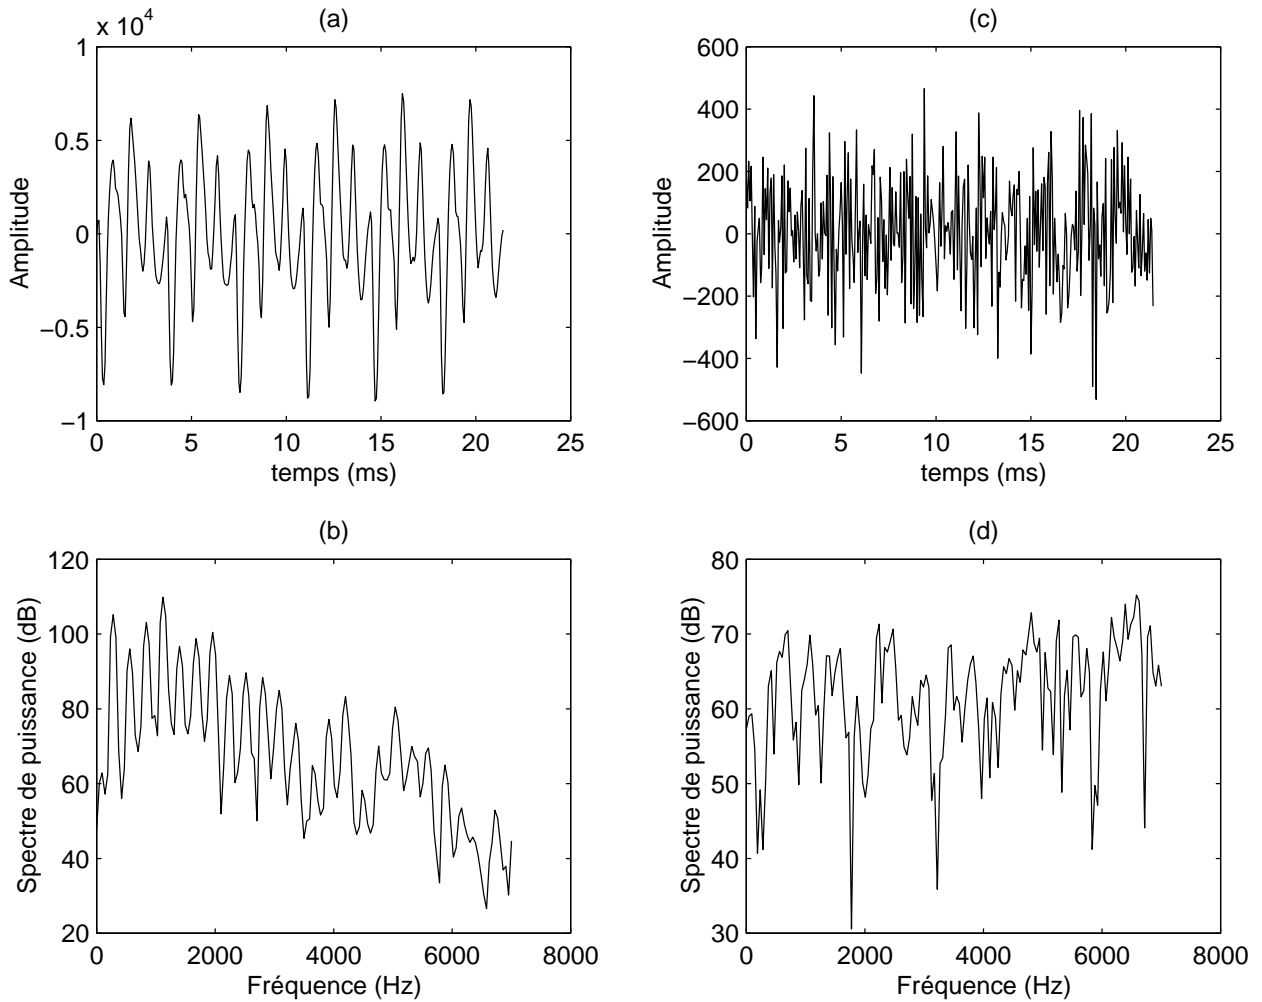 (a)
x 10^4
1
0.5
0
−0.5
−1
Amplitude
0 5 10 15 20 25
temps (ms)
(c)
600
400
200
0
−200
−400
−600
Amplitude
0 5 10 15 20 25
temps (ms)
(b)
120
100
80
60
40
20
Spectre de puissance (dB)
0 2000 4000 6000 8000
Fréquence (Hz)
(d)
80
70
60
50
40
30
Spectre de puissance (dB)
0 2000 4000 6000 8000
Fréquence (Hz)